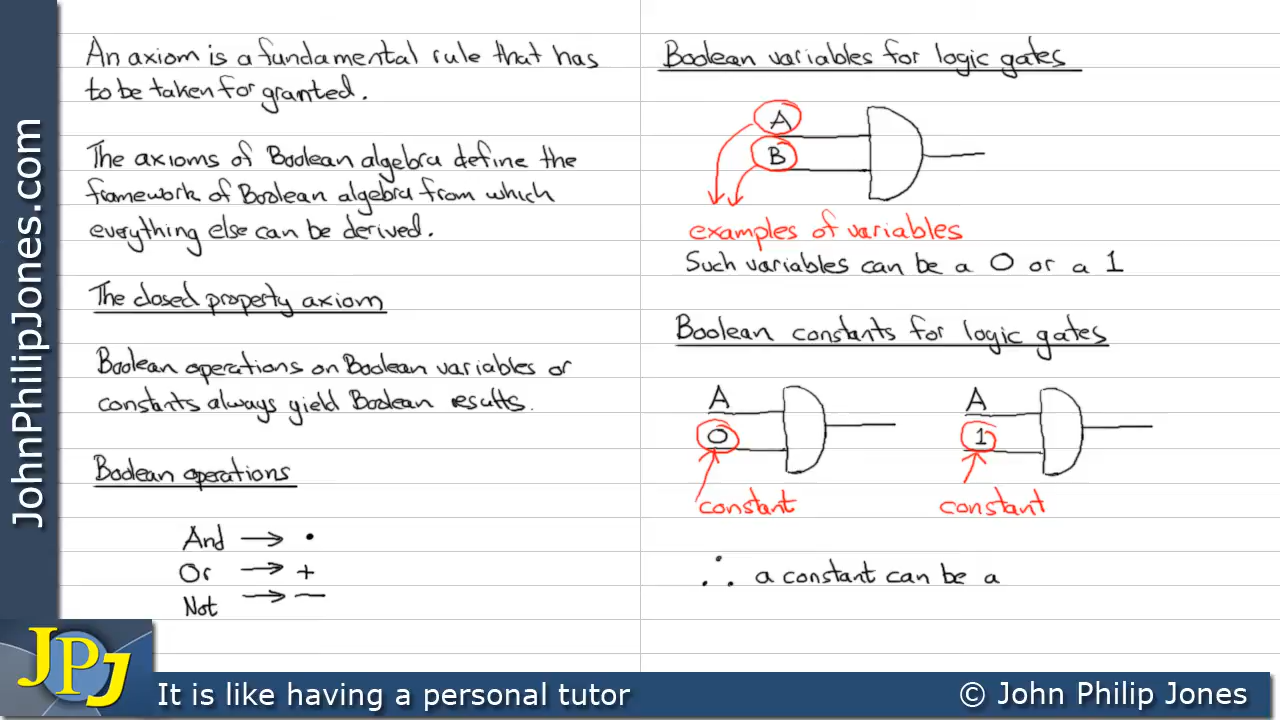 JohnPhilipJones.com
An axiom is a fundamental rule that has
to be taken for granted.
The axioms of Boolean algebra define the
framework of Boolean algebra from which
everything else can be derived.
The closed property axiom
Boolean operations on Boolean variables or
constants always yield Boolean results.
Boolean operations
And → •
Or → +
Not → —
Boolean variables for logic gates
A
B
examples of variables
Such variables can be a 0 or a 1
Boolean constants for logic gates
A A
0 1
constant constant
∴ a constant can be a
JPJ
It is like having a personal tutor
© John Philip Jones